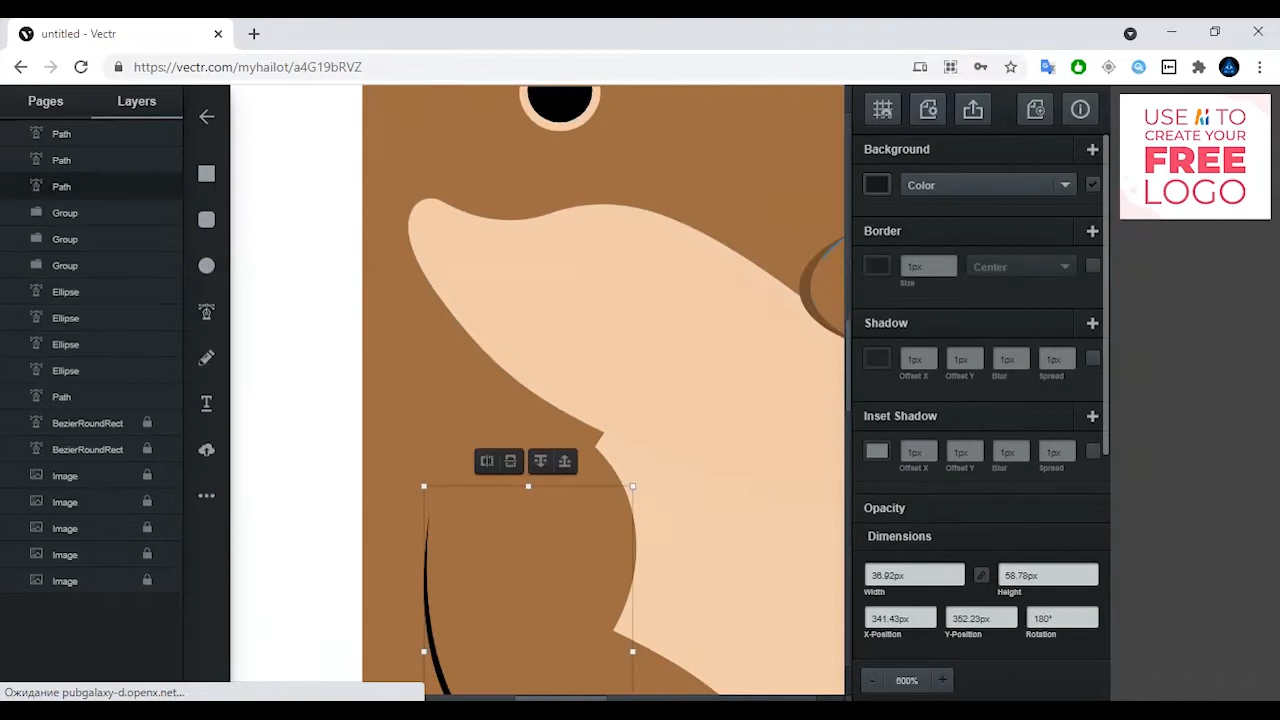 untitled - Vectr
https://vectr.com/myhailot/a4G19bRVZ
Pages
Layers
Path
Path
Path
Group
Group
Group
Ellipse
Ellipse
Ellipse
Ellipse
Path
BezierRoundRect
BezierRoundRect
Image
Image
Image
Image
Image
Ожидание pubgalaxy-d.openx.net...
Background
Color
Border
1px
Center
Size
Shadow
1px 1px 1px 1px
Offset X Offset Y Blur Spread
Inset Shadow
1px 1px 1px 1px
Offset X Offset Y Blur Spread
Opacity
Dimensions
36.92px 58.78px
Width Height
341.43px 352.23px 180°
X-Position Y-Position Rotation
- 600% +
USE Ai TO
CREATE YOUR
FREE
LOGO